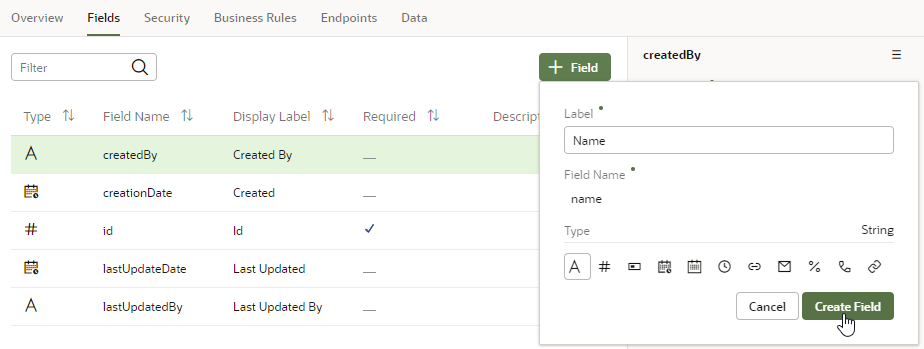 Overview Fields Security Business Rules Endpoints Data
Filter
+ Field
createdBy
Type Field Name Display Label Required
createdBy Created By
creationDate Created
id Id
lastUpdateDate Last Updated
lastUpdatedBy Last Updated By
Label
Name
Field Name
name
Type String
Cancel Create Field